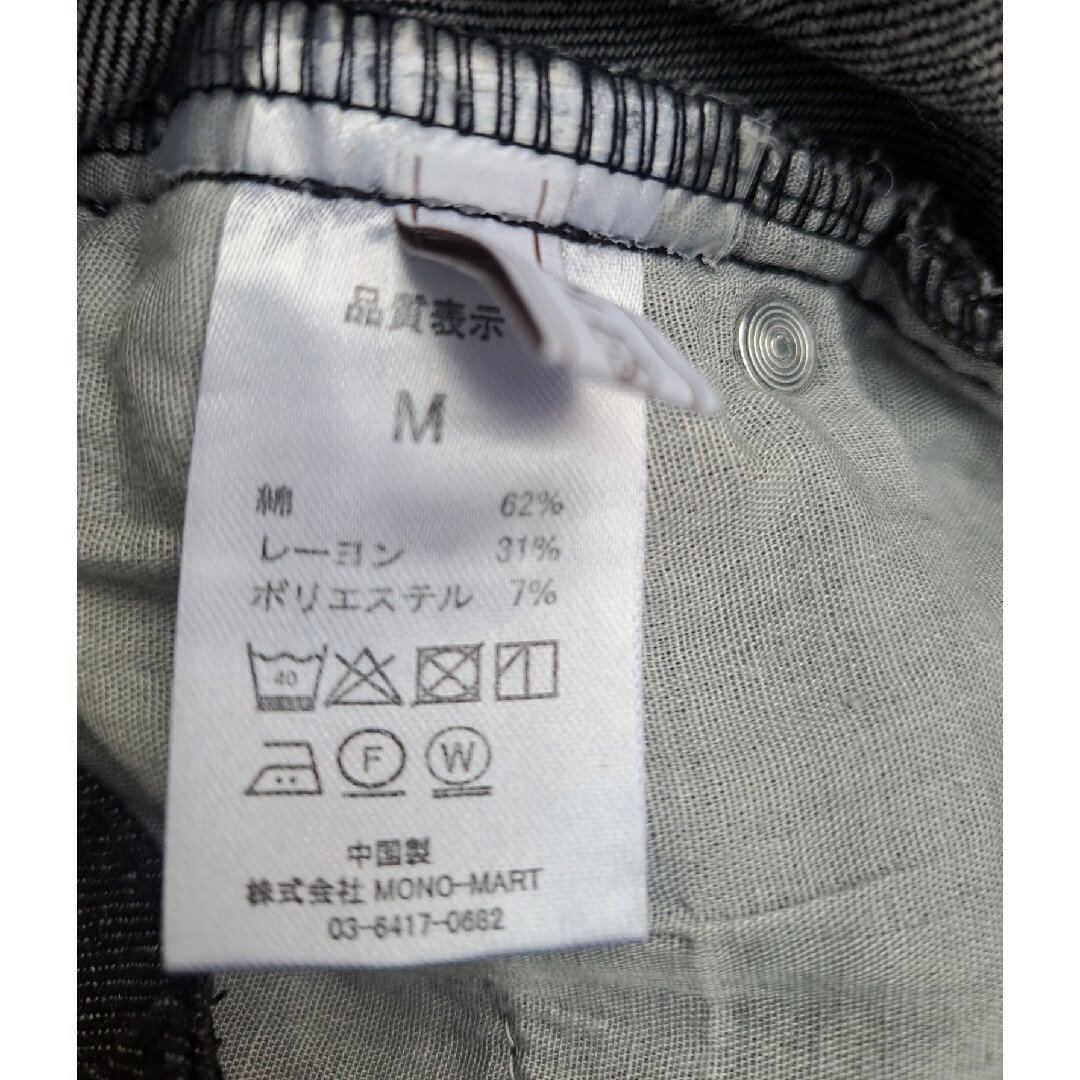 品質表示
M
綿 62%
レーヨン 31%
ポリエステル 7%
40
F W
中国製
株式会社 MONO-MART
03-6417-0682